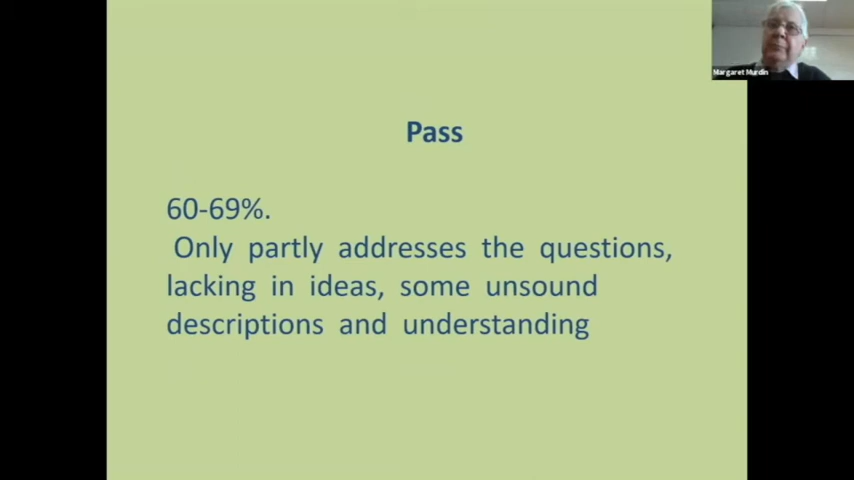 Margaret Murdin
Pass
60-69%.
Only partly addresses the questions,
lacking in ideas, some unsound
descriptions and understanding